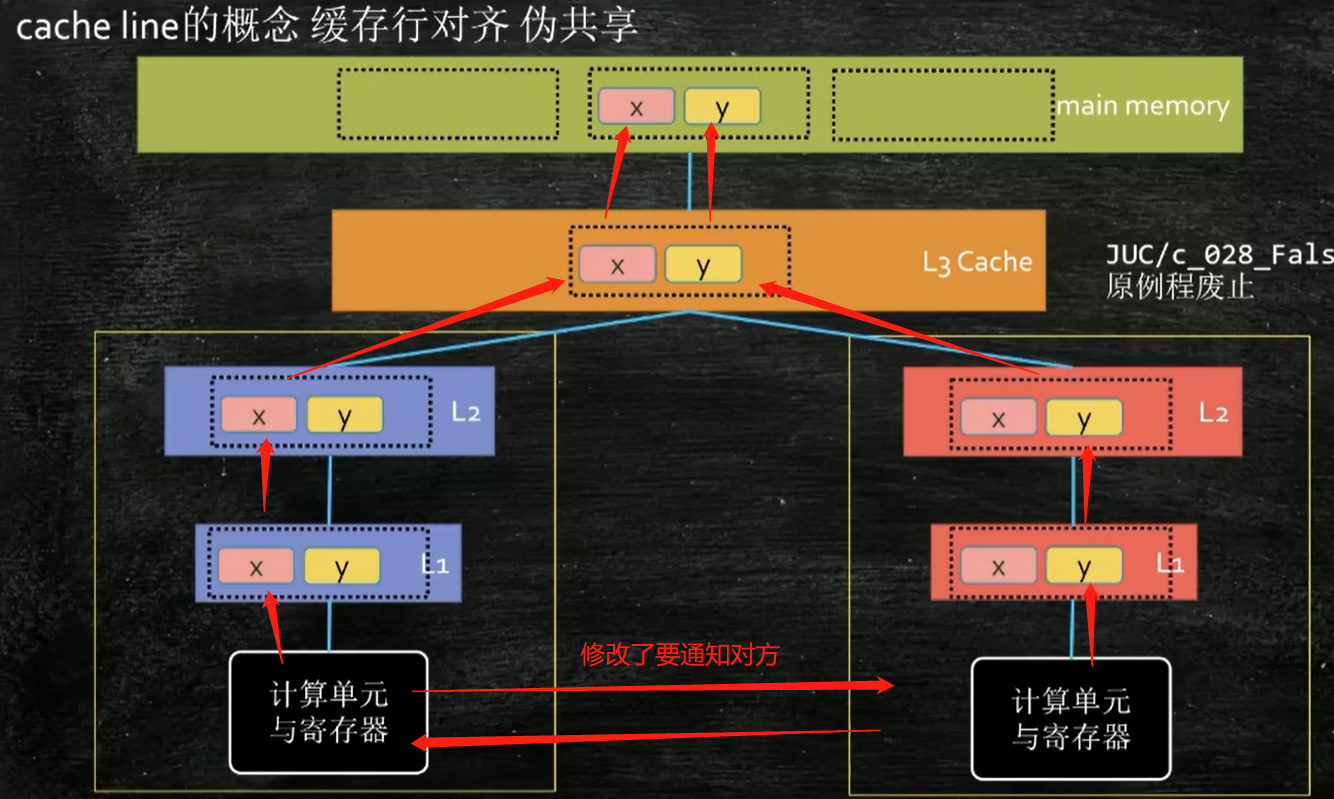 cache line的概念 缓存行对齐 伪共享
x
y
main memory
x
y
L3 Cache
JUC/c_028_Fals
原例程废止
x
y
L2
x
y
L2
x
y
L1
x
y
L1
修改了要通知对方
计算单元
与寄存器
计算单元
与寄存器